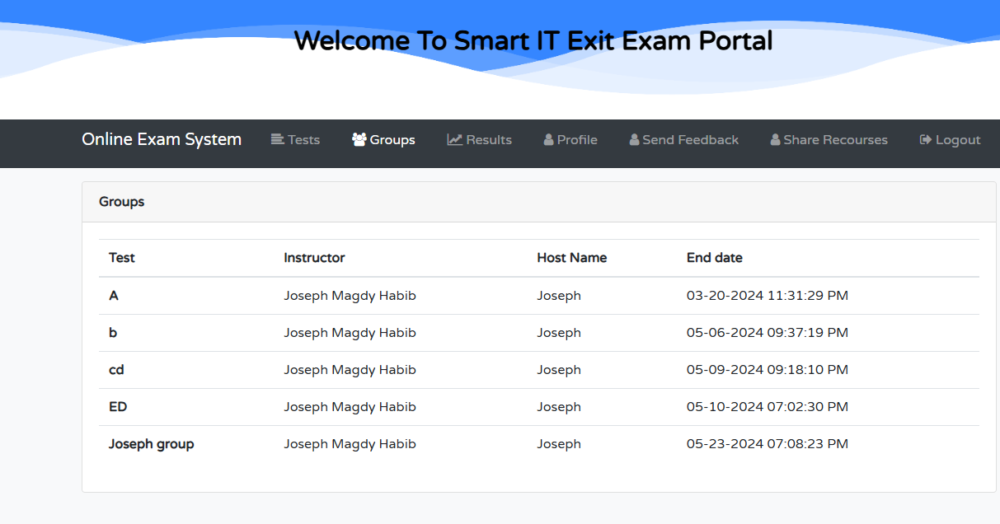 Welcome To Smart IT Exit Exam Portal
Online Exam System Tests Groups Results Profile Send Feedback Share Recourses Logout
Groups
Test Instructor Host Name End date
A Joseph Magdy Habib Joseph 03-20-2024 11:31:29 PM
b Joseph Magdy Habib Joseph 05-06-2024 09:37:19 PM
cd Joseph Magdy Habib Joseph 05-09-2024 09:18:10 PM
ED Joseph Magdy Habib Joseph 05-10-2024 07:02:30 PM
Joseph group Joseph Magdy Habib Joseph 05-23-2024 07:08:23 PM